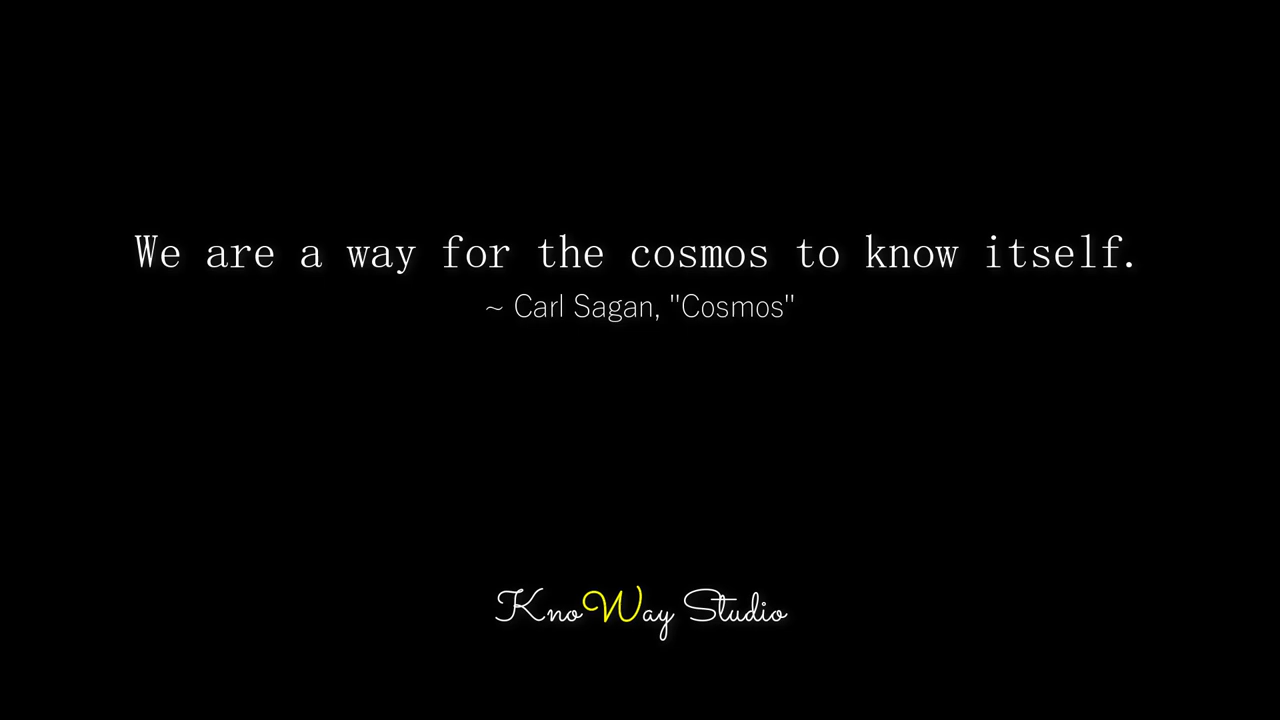 We are a way for the cosmos to know itself.
~ Carl Sagan, "Cosmos"
KnoWay Studio